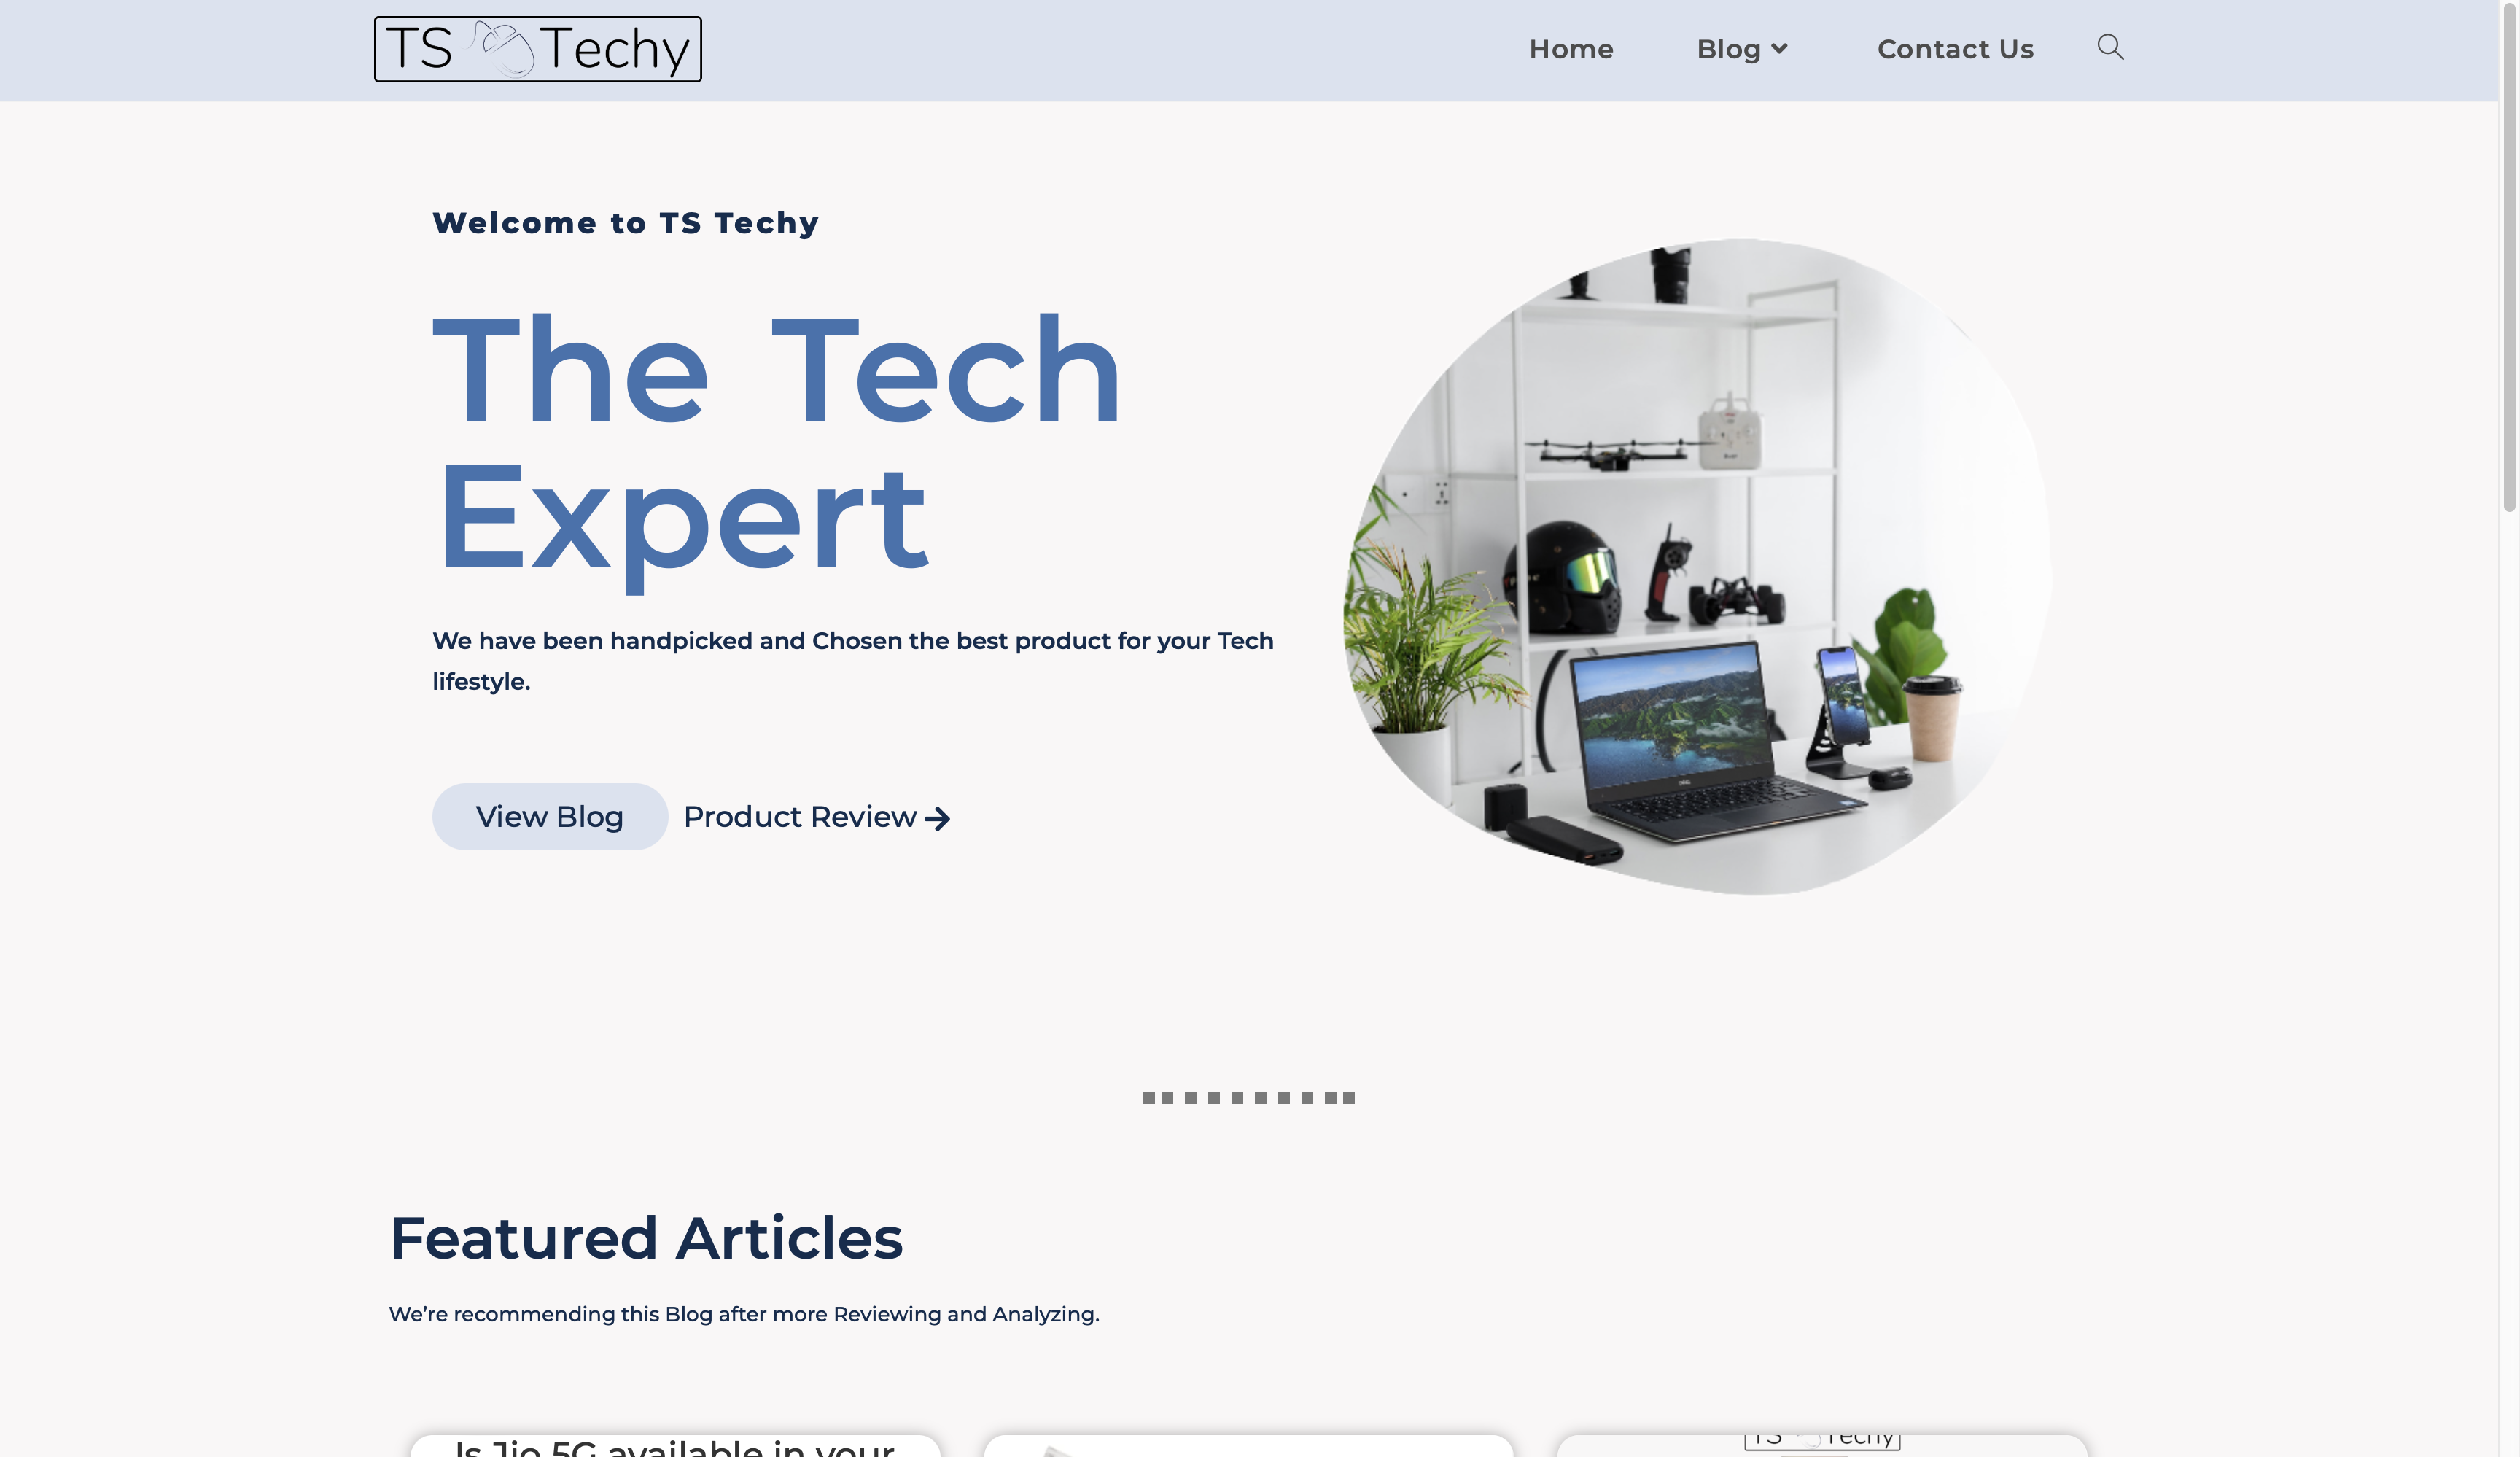 TS Techy
Home
Blog
Contact Us
Welcome to TS Techy
The Tech
Expert
We have been handpicked and Chosen the best product for your Tech
lifestyle.
View Blog
Product Review
Featured Articles
We’re recommending this Blog after more Reviewing and Analyzing.
Is Jio 5G available in your
TS Techy